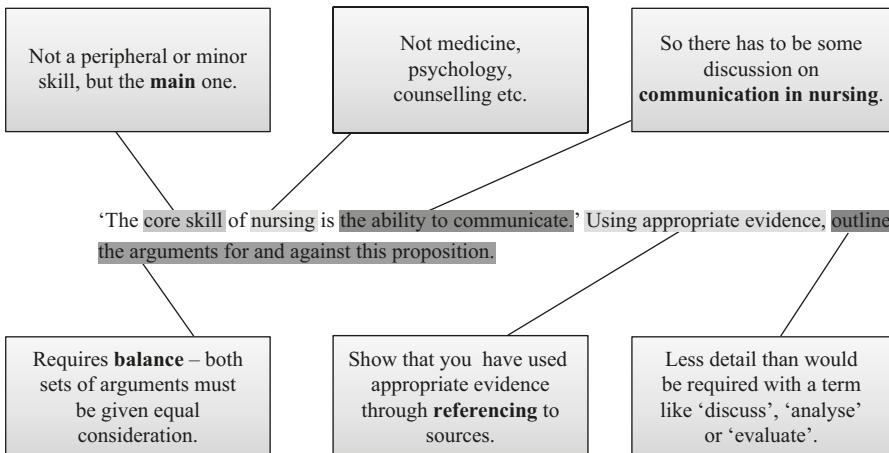 Not a peripheral or minor
skill, but the main one.
Not medicine,
psychology,
counselling etc.
So there has to be some
discussion on
communication in nursing.
‘The core skill of nursing is the ability to communicate.’ Using appropriate evidence, outline
the arguments for and against this proposition.
Requires balance – both
sets of arguments must
be given equal
consideration.
Show that you have used
appropriate evidence
through referencing to
sources.
Less detail than would
be required with a term
like ‘discuss’, ‘analyse’
or ‘evaluate’.